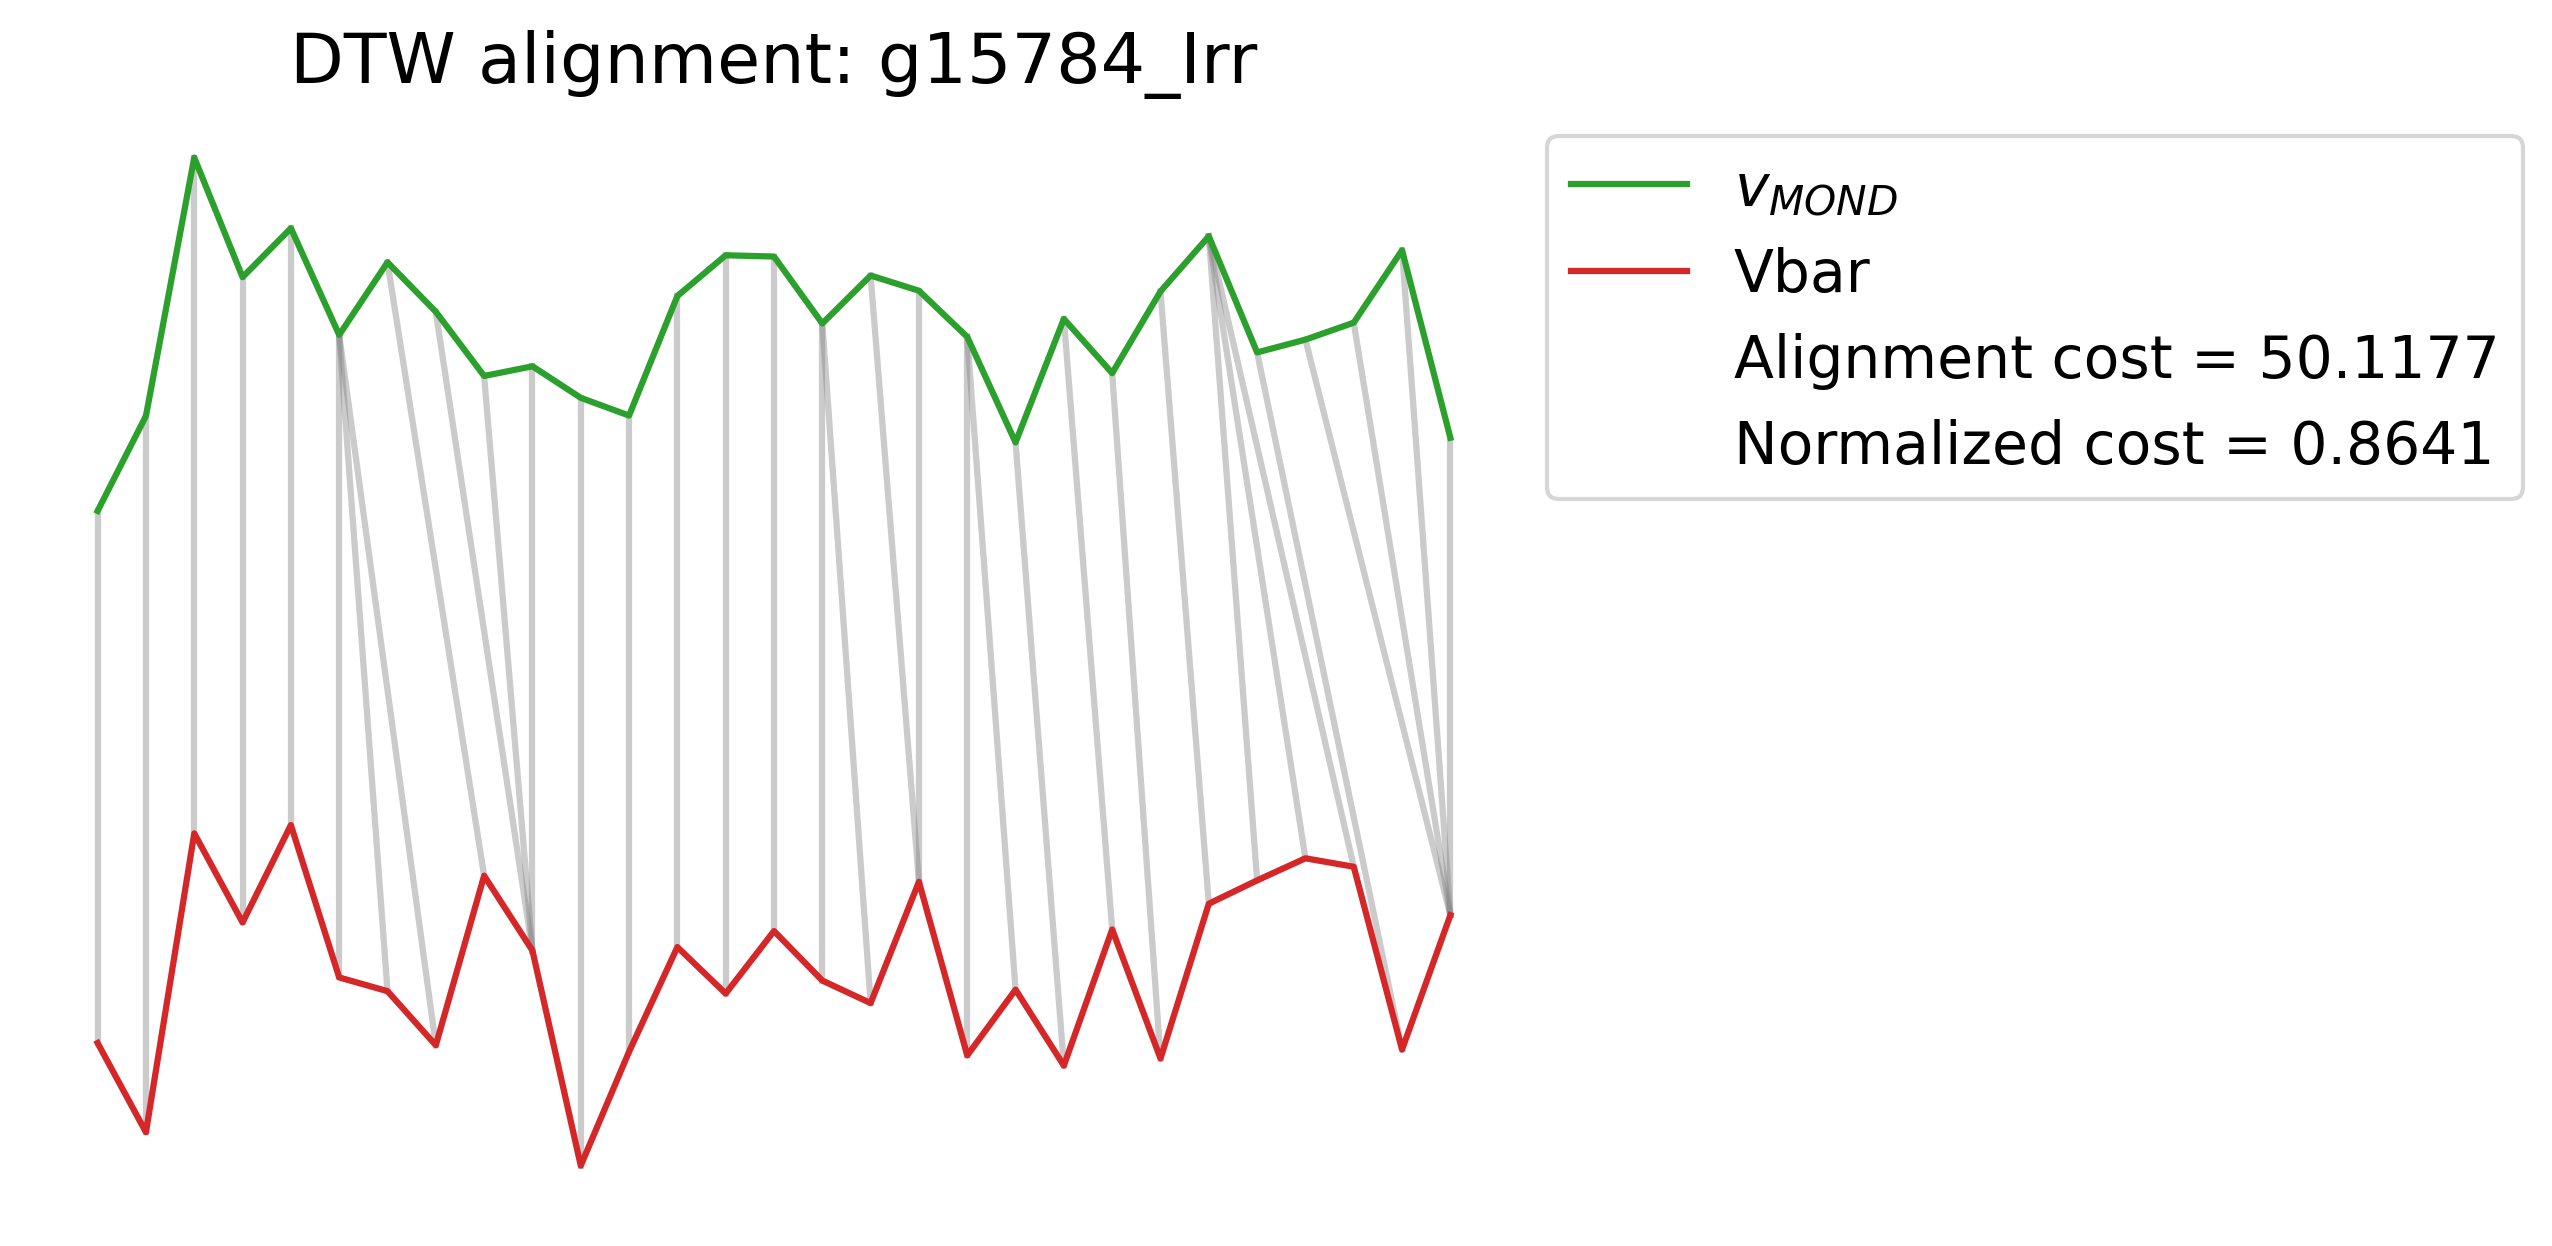 DTW alignment: g15784_Irr
v_MOND
Vbar
Alignment cost = 50.1177
Normalized cost = 0.8641